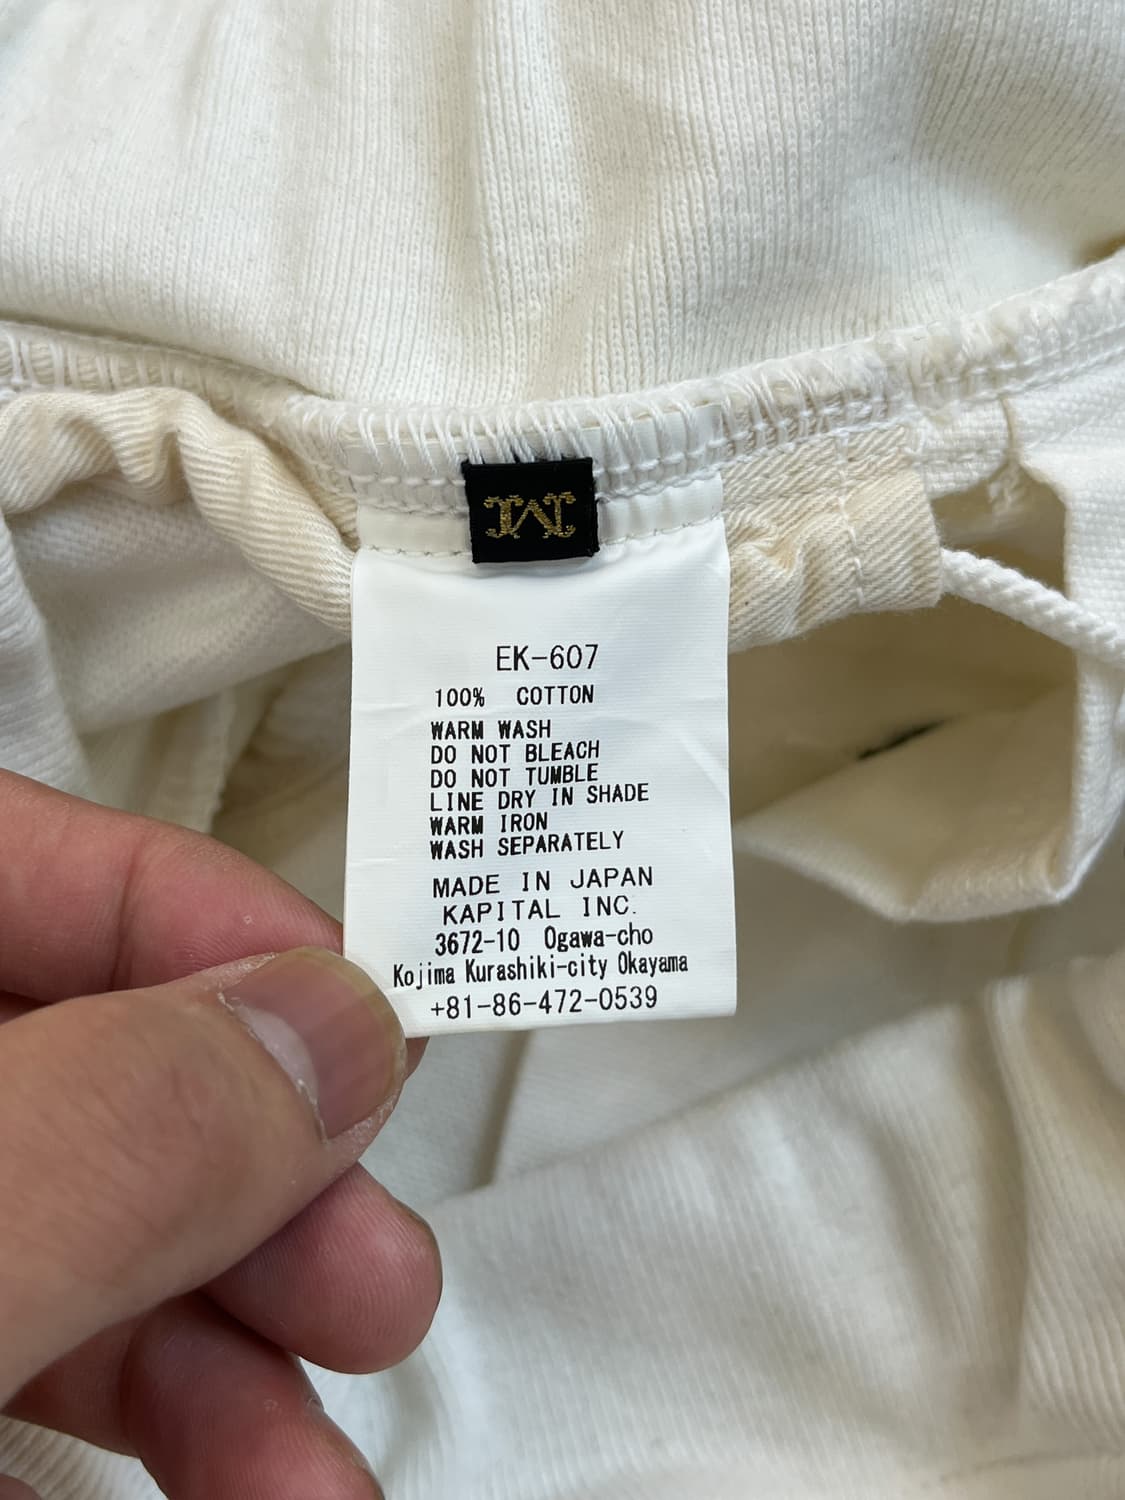 M
EK-607
100% COTTON
WARM WASH
DO NOT BLEACH
DO NOT TUMBLE
LINE DRY IN SHADE
WARM IRON
WASH SEPARATELY
MADE IN JAPAN
KAPITAL INC.
3672-10 Ogawa-cho
Kojima Kurashiki-city Okayama
+81-86-472-0539